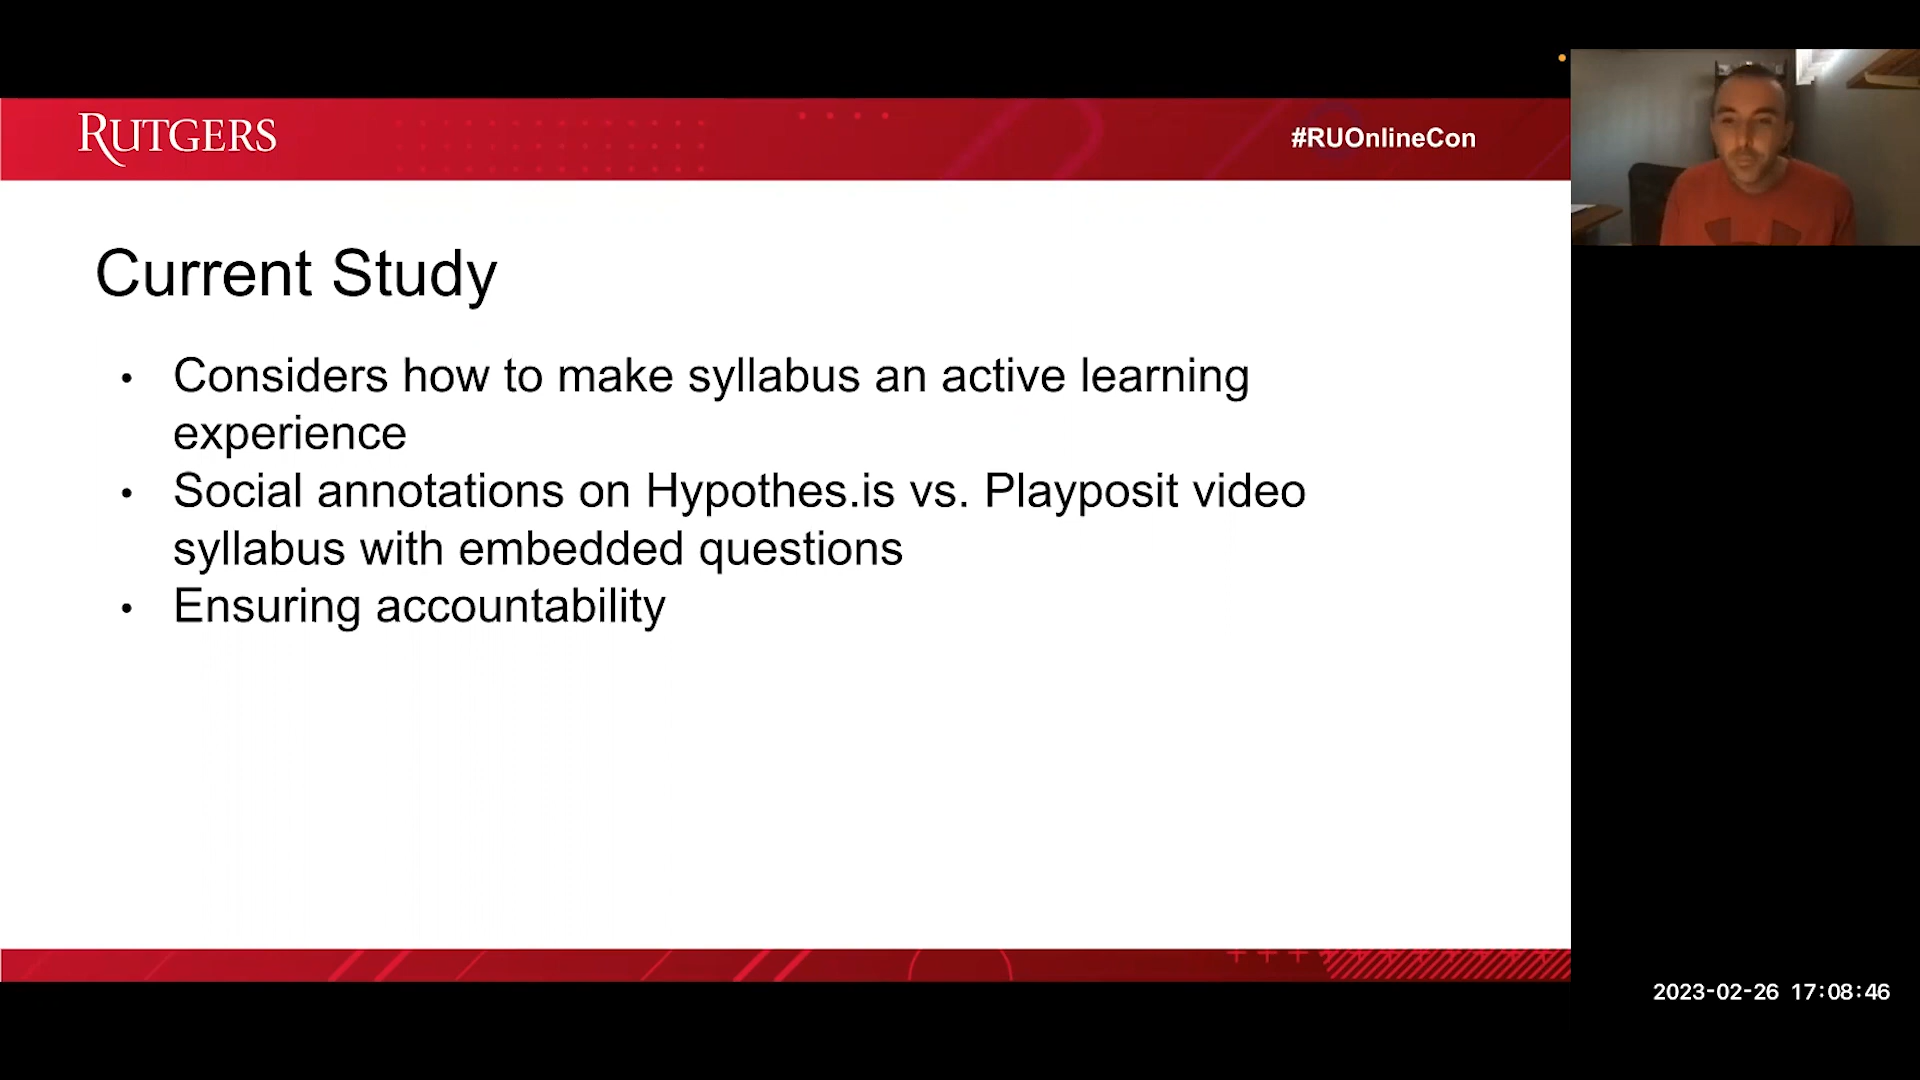 RUTGERS
#RUOnlineCon
Current Study
• Considers how to make syllabus an active learning
experience
• Social annotations on Hypothes.is vs. Playposit video
syllabus with embedded questions
• Ensuring accountability
2023-02-26 17:08:46